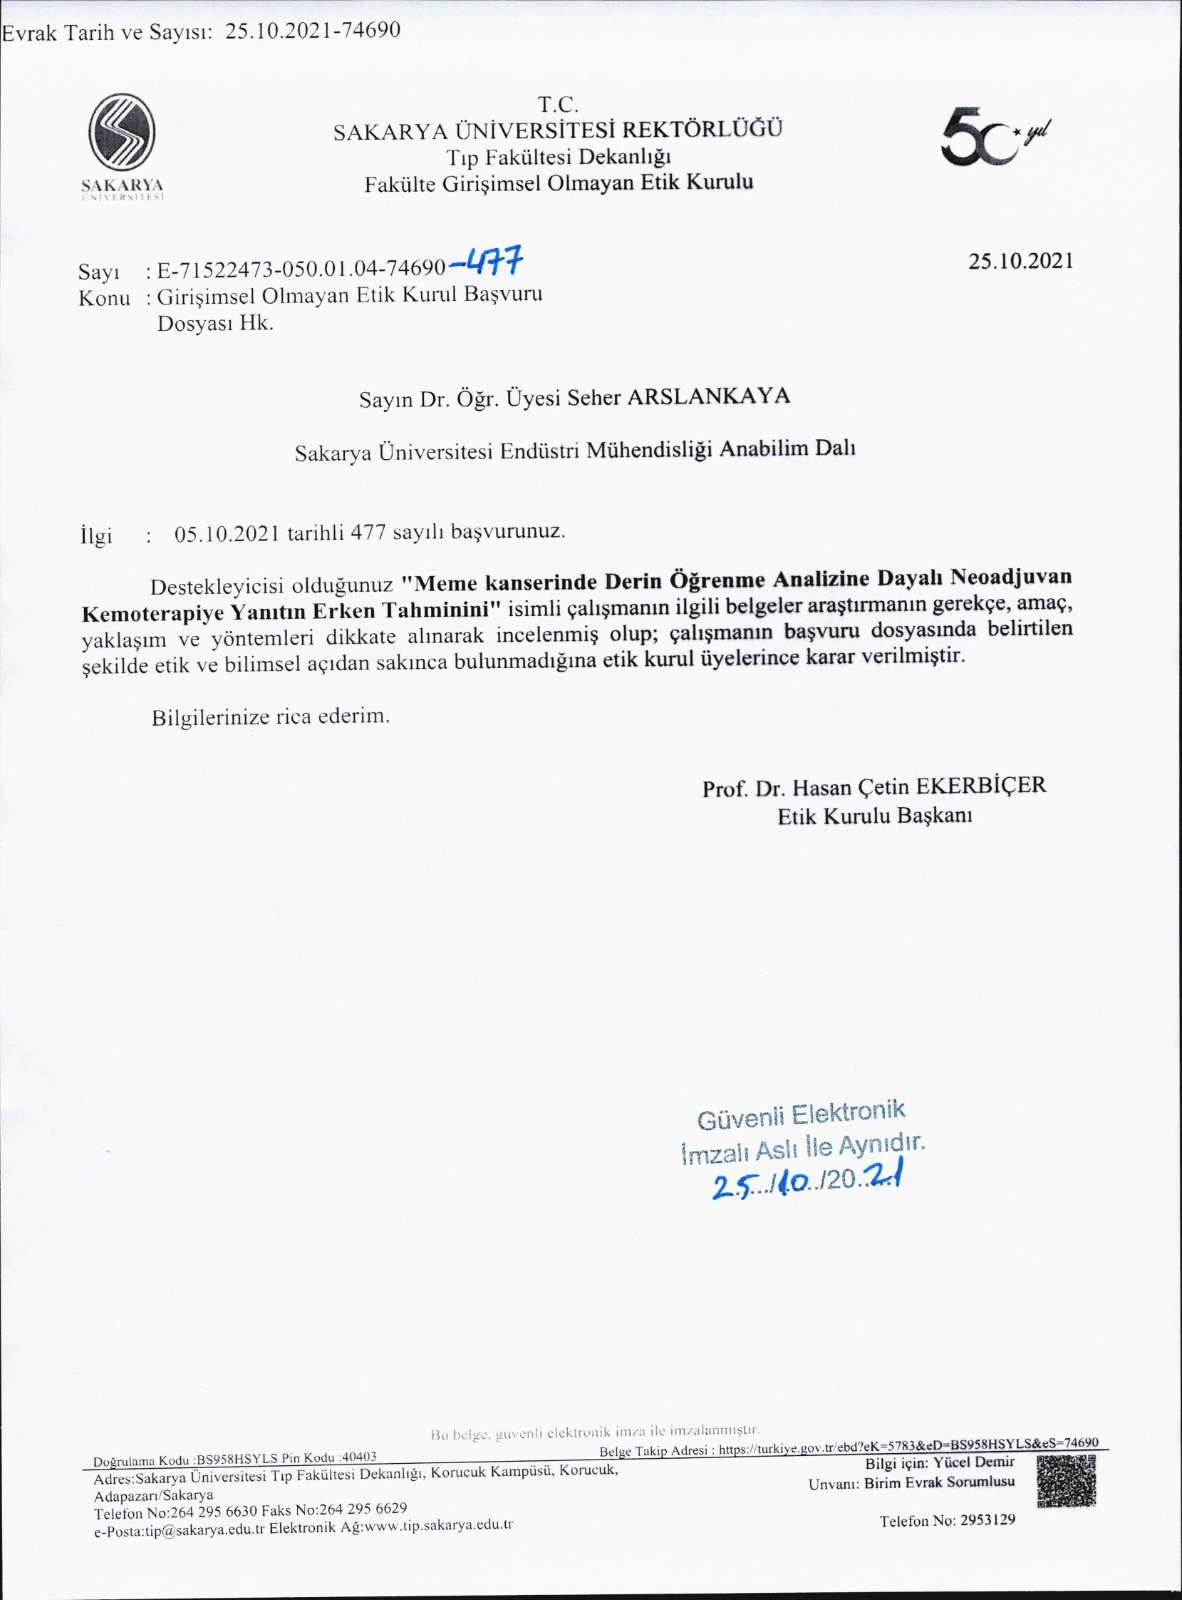 Evrak Tarih ve Sayısı: 25.10.2021-74690
T.C.
SAKARYA ÜNİVERSİTESİ REKTÖRLÜĞÜ
Tıp Fakültesi Dekanlığı
Fakülte Girişimsel Olmayan Etik Kurulu
SAKARYA
ÜNİVERSİTESİ
50. yıl
Sayı : E-71522473-050.01.04-74690-477
25.10.2021
Konu : Girişimsel Olmayan Etik Kurul Başvuru
Dosyası Hk.
Sayın Dr. Öğr. Üyesi Seher ARSLANKAYA
Sakarya Üniversitesi Endüstri Mühendisliği Anabilim Dalı
İlgi : 05.10.2021 tarihli 477 sayılı başvurunuz.
Destekleyicisi olduğunuz "Meme kanserinde Derin Öğrenme Analizine Dayalı Neoadjuvan
Kemoterapiye Yanıtın Erken Tahminini" isimli çalışmanın ilgili belgeler araştırmanın gerekçe, amaç,
yaklaşım ve yöntemleri dikkate alınarak incelenmiş olup; çalışmanın başvuru dosyasında belirtilen
şekilde etik ve bilimsel açıdan sakınca bulunmadığına etik kurul üyelerince karar verilmiştir.
Bilgilerinize rica ederim.
Prof. Dr. Hasan Çetin EKERBİÇER
Etik Kurulu Başkanı
Güvenli Elektronik
İmzalı Aslı İle Aynıdır.
25.../10../20..21
Bu belge, güvenli elektronik imza ile imzalanmıştır.
Doğrulama Kodu :BS958HSYLS Pin Kodu :40403
Belge Takip Adresi : https://turkiye.gov.tr/ebd?eK=5783&eD=BS958HSYLS&eS=74690
Adres:Sakarya Üniversitesi Tıp Fakültesi Dekanlığı, Korucuk Kampüsü, Korucuk,
Adapazarı/Sakarya
Telefon No:264 295 6630 Faks No:264 295 6629
e-Posta:tip@sakarya.edu.tr Elektronik Ağ:www.tip.sakarya.edu.tr
Bilgi için: Yücel Demir
Unvanı: Birim Evrak Sorumlusu
Telefon No: 2953129